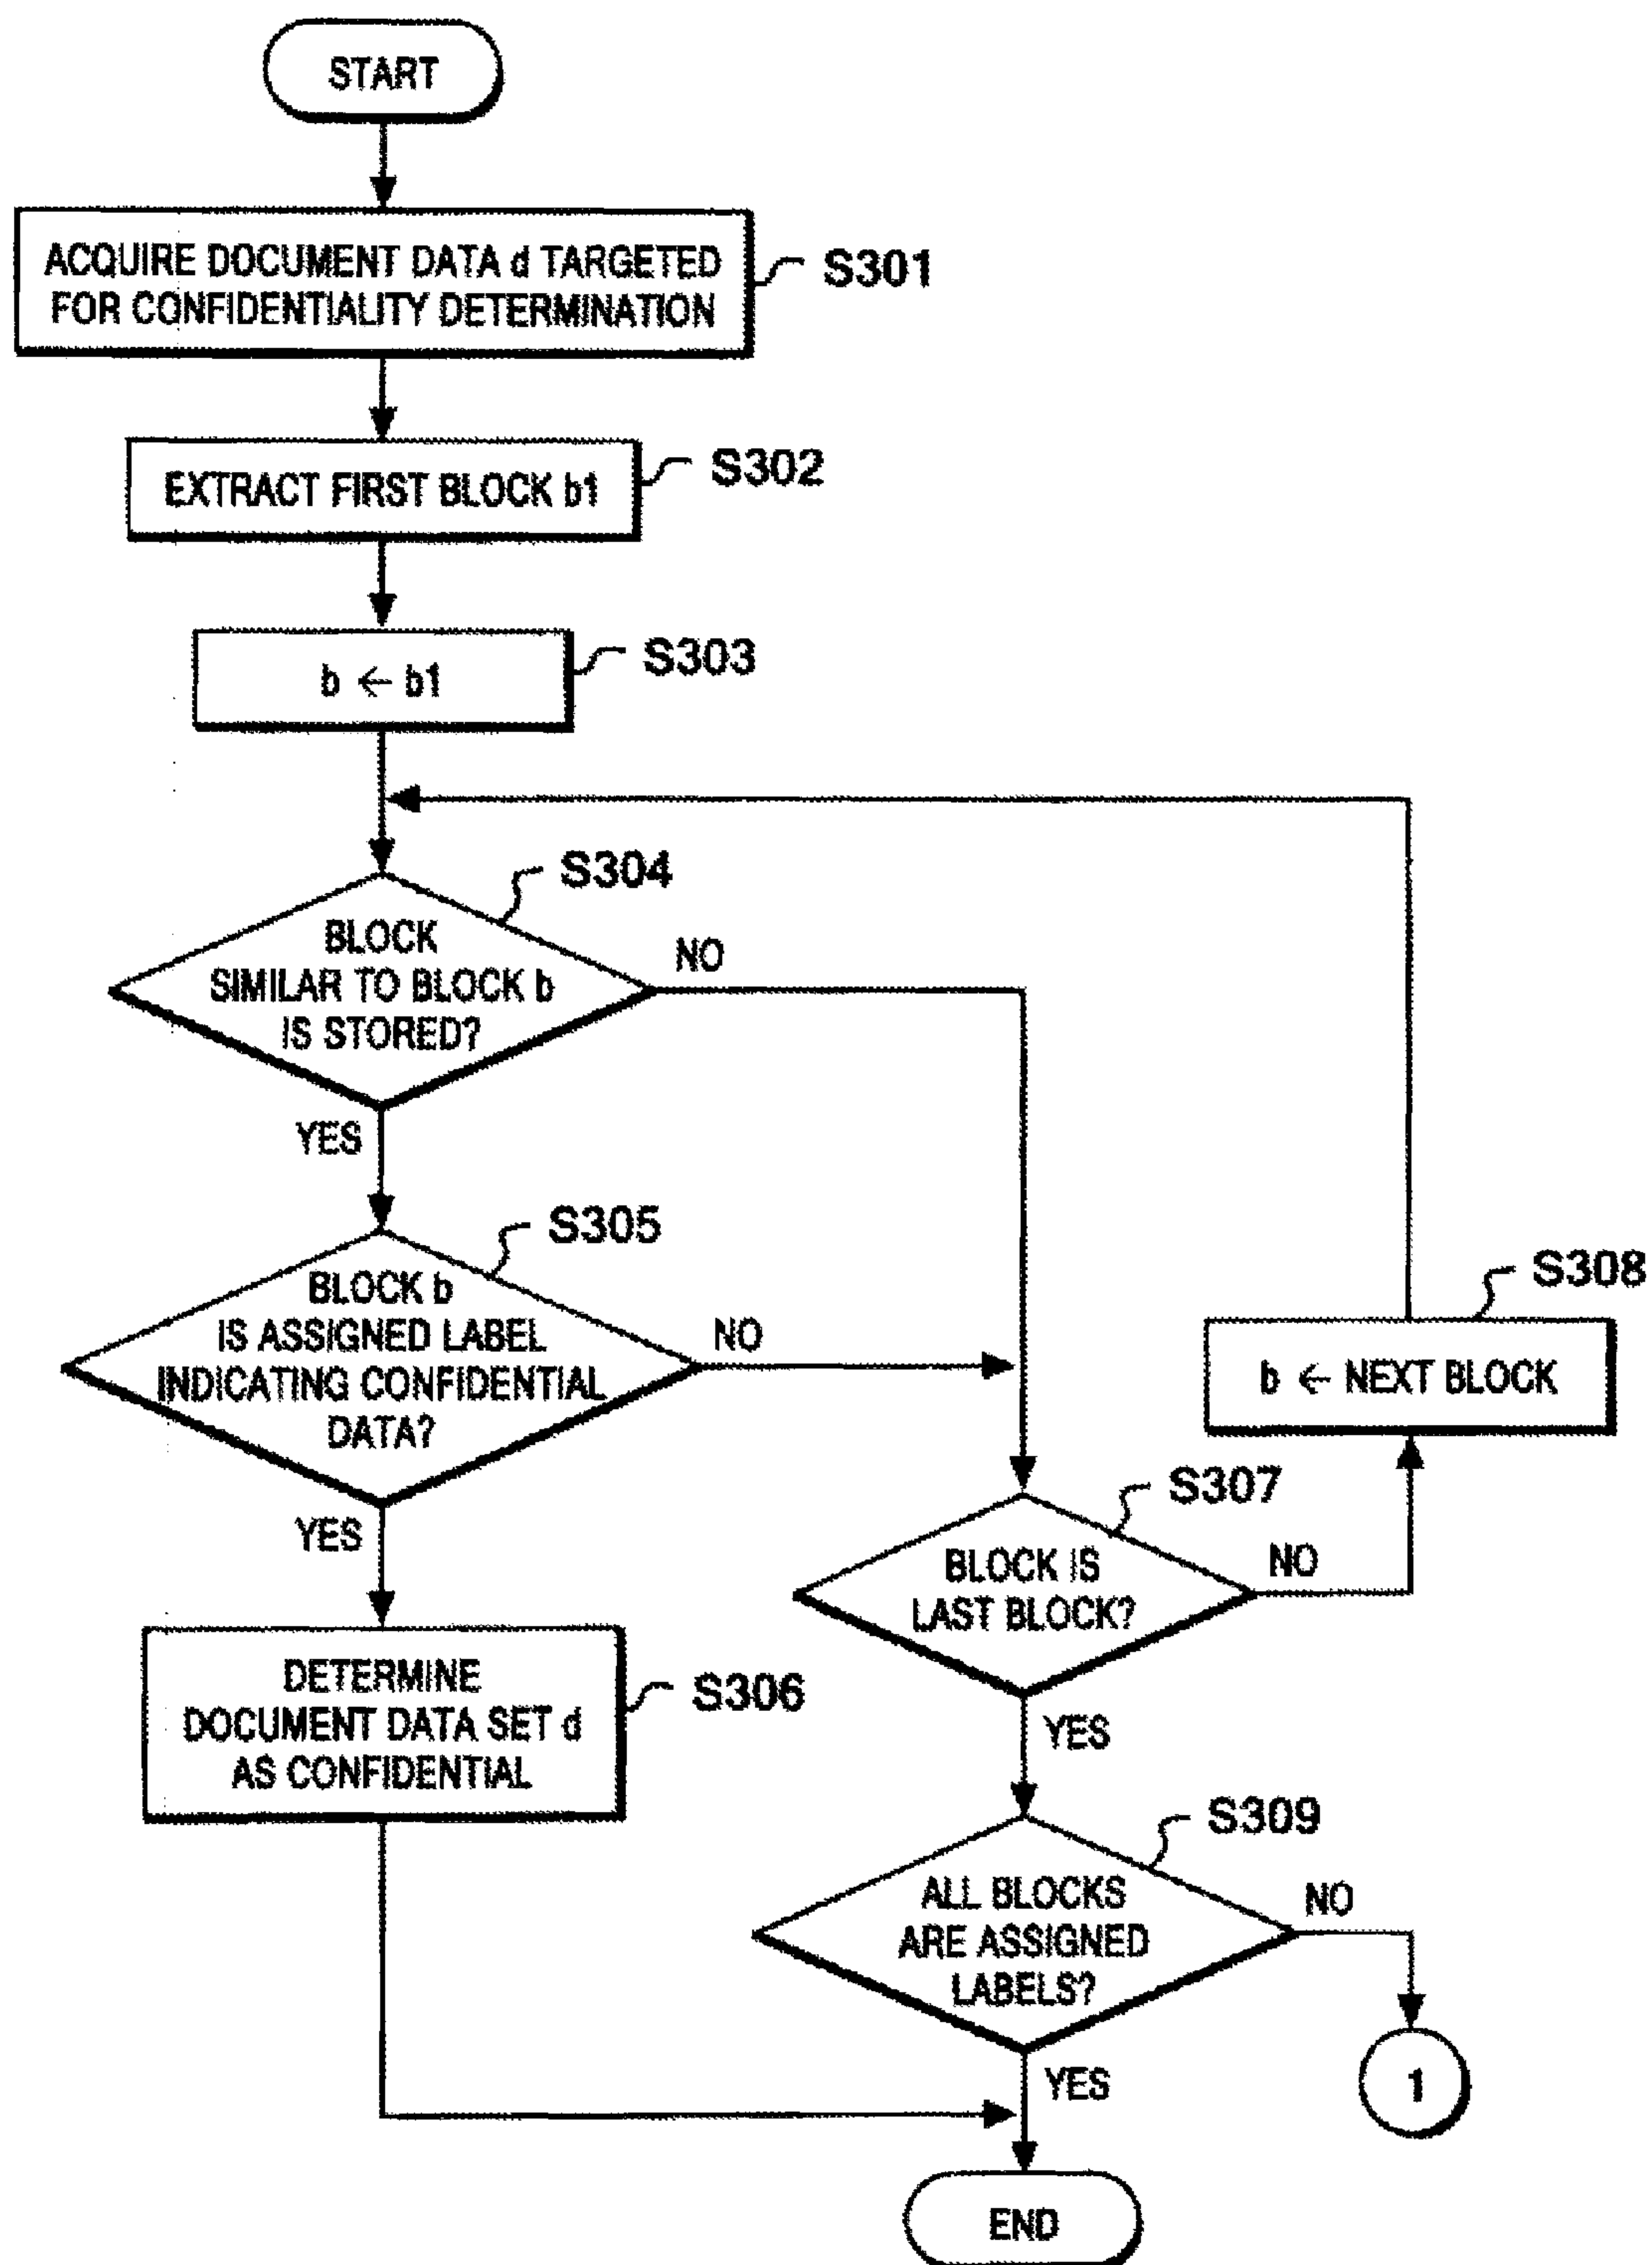 START
ACQUIRE DOCUMENT DATA d TARGETED
FOR CONFIDENTIALITY DETERMINATION
S301
EXTRACT FIRST BLOCK b1
S302
b ← b1
S303
S304
BLOCK
SIMILAR TO BLOCK b
IS STORED?
NO
YES
S305
BLOCK b
IS ASSIGNED LABEL
INDICATING CONFIDENTIAL
DATA?
NO
YES
S308
b ← NEXT BLOCK
S307
BLOCK IS
LAST BLOCK?
NO
YES
DETERMINE
DOCUMENT DATA SET d
AS CONFIDENTIAL
S306
S309
ALL BLOCKS
ARE ASSIGNED
LABELS?
NO
YES
1
END